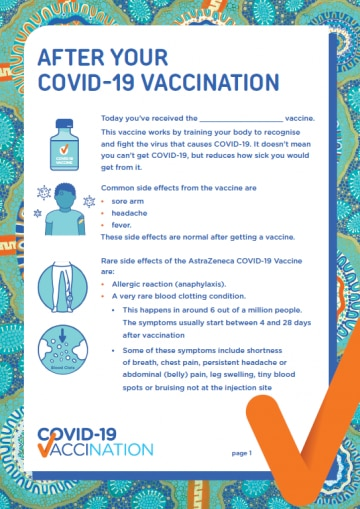 AFTER YOUR
COVID-19 VACCINATION
Today you've received the ____________________ vaccine.
This vaccine works by training your body to recognise
and fight the virus that causes COVID-19. It doesn't mean
you can't get COVID-19, but reduces how sick you would
get from it.
COVID-19
VACCINE
Common side effects from the vaccine are
• sore arm
• headache
• fever.
These side effects are normal after getting a vaccine.
Rare side effects of the AstraZeneca COVID-19 Vaccine
are:
• Allergic reaction (anaphylaxis).
• A very rare blood clotting condition.
• This happens in around 6 out of a million people.
The symptoms usually start between 4 and 28 days
after vaccination
• Some of these symptoms include shortness
of breath, chest pain, persistent headache or
abdominal (belly) pain, leg swelling, tiny blood
spots or bruising not at the injection site
Blood Clots
COVID-19
VACCINATION
page 1